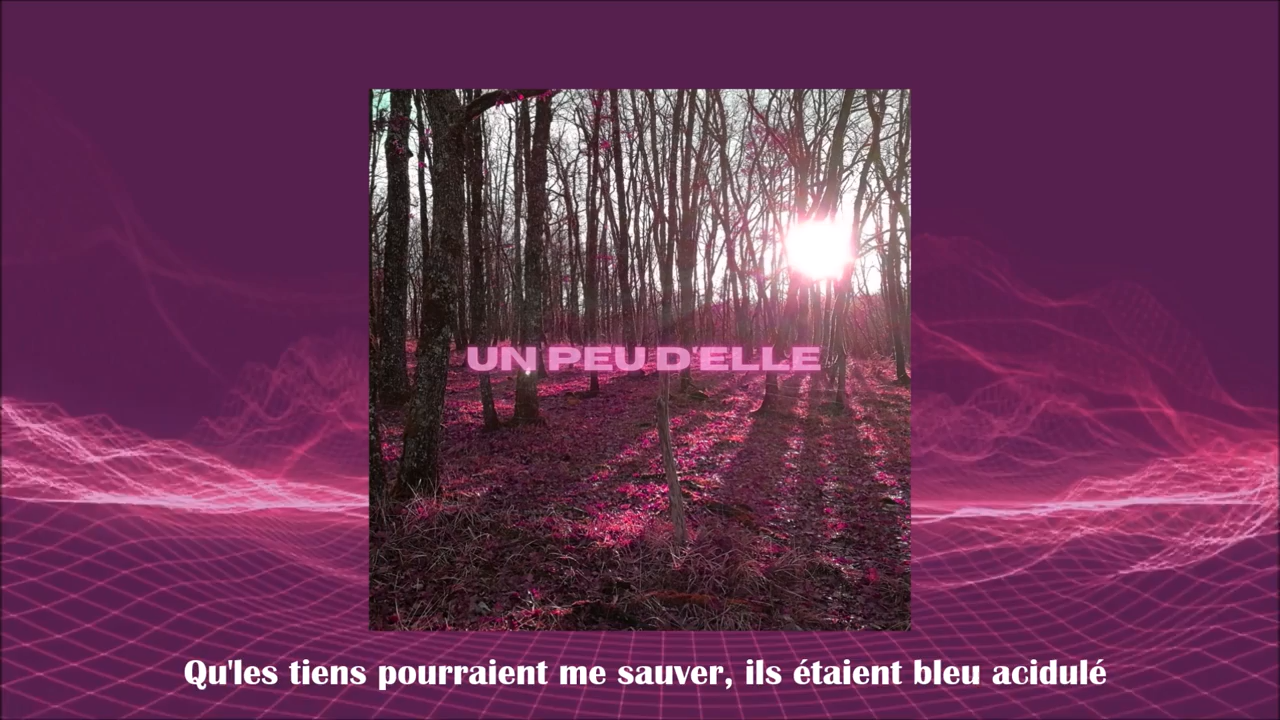 UN PEU D'ELLE
Qu'les tiens pourraient me sauver, ils étaient bleu acidulé